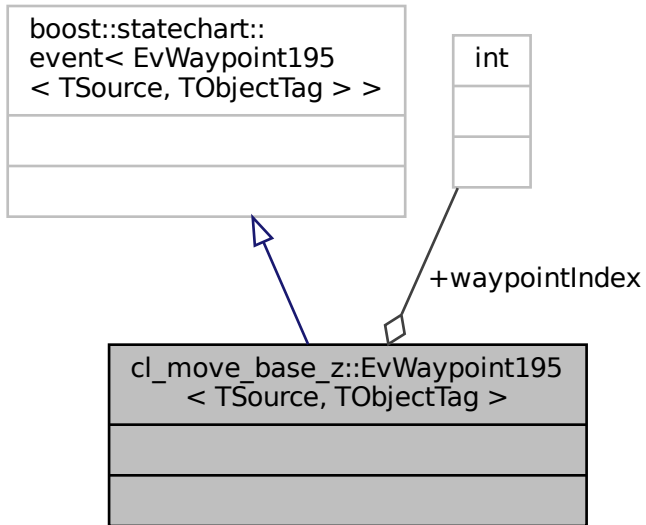 boost::statechart::
event< EvWaypoint195
< TSource, TObjectTag > >
int
+waypointIndex
cl_move_base_z::EvWaypoint195
< TSource, TObjectTag >